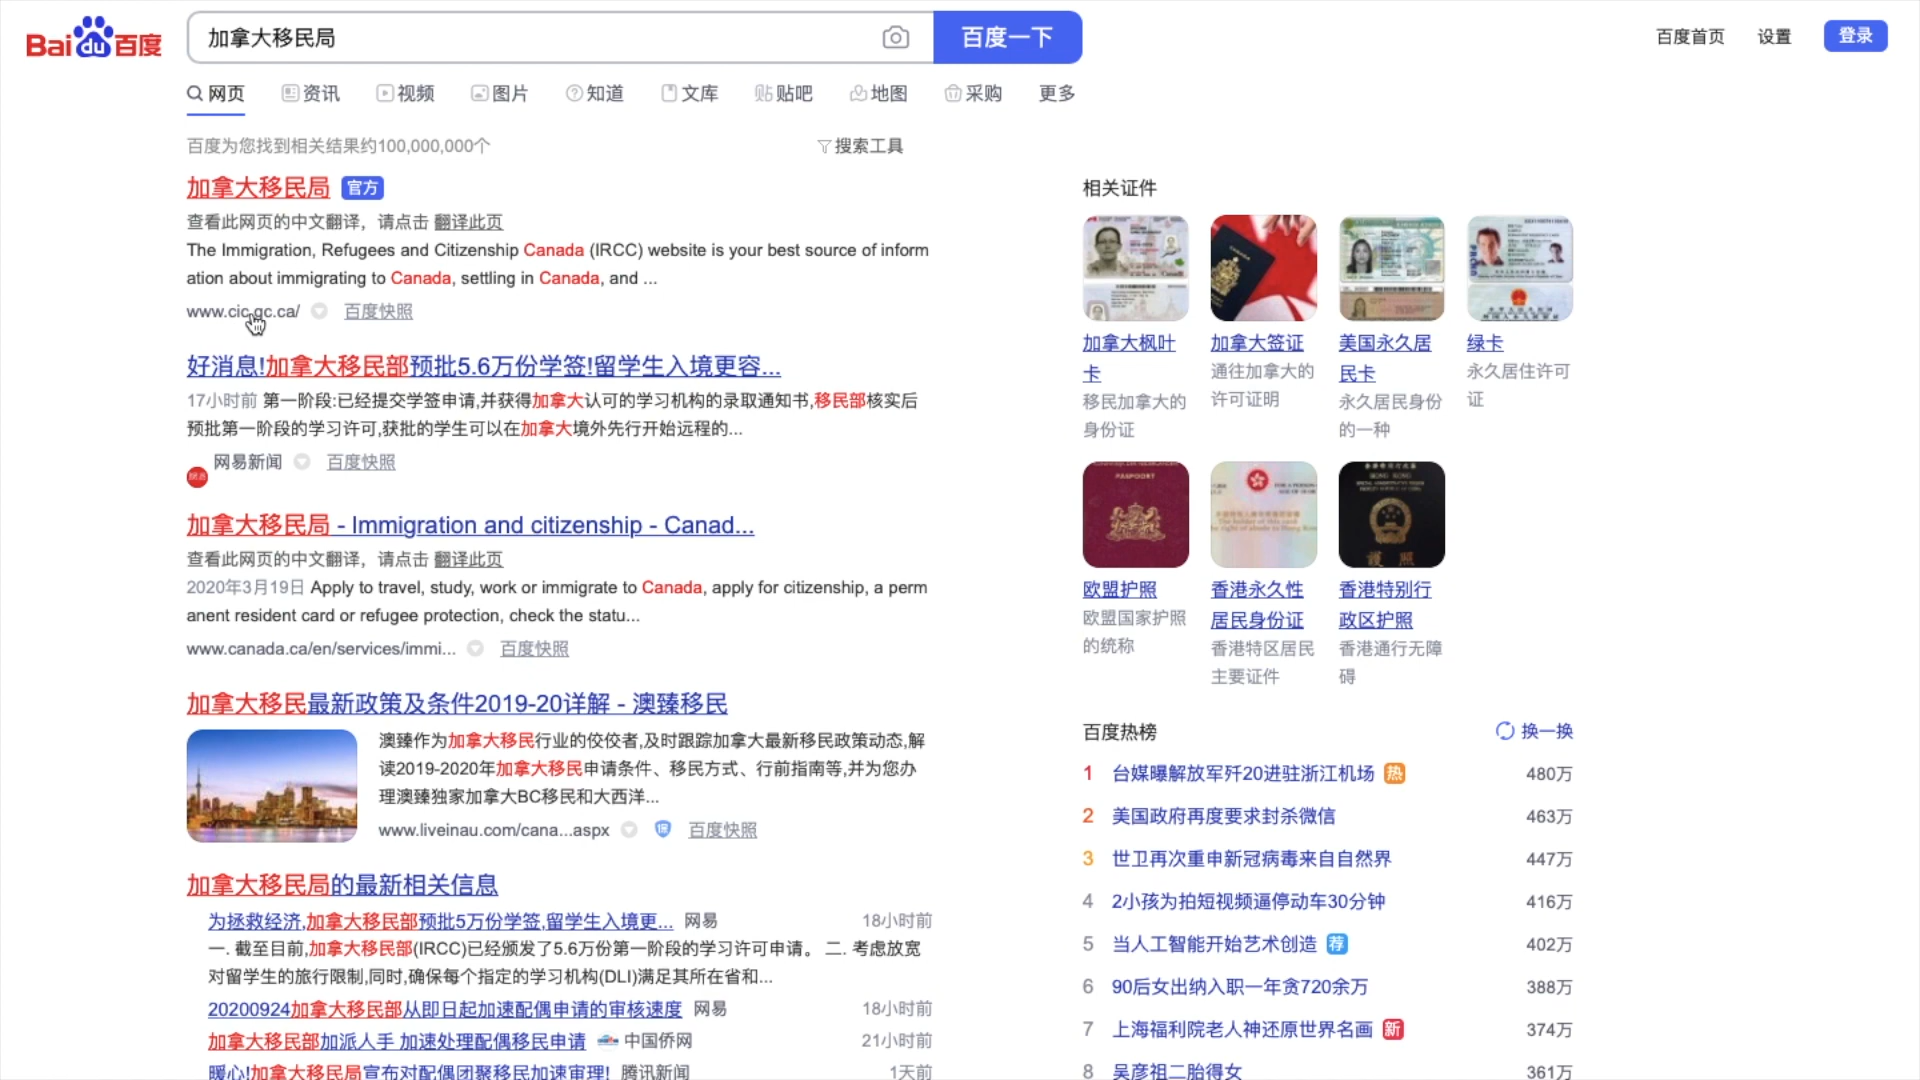 Bai du 百度
加拿大移民局
百度一下
百度首页 设置 登录
网页 资讯 视频 图片 知道 文库 贴吧 地图 采购 更多
百度为您找到相关结果约100,000,000个
搜索工具
加拿大移民局 官方
查看此网页的中文翻译，请点击 翻译此页
The Immigration, Refugees and Citizenship Canada (IRCC) website is your best source of inform
ation about immigrating to Canada, settling in Canada, and ...
www.cic.gc.ca/ 百度快照
好消息!加拿大移民部预批5.6万份学签!留学生入境更容...
17小时前 第一阶段:已经提交学签申请,并获得加拿大认可的学习机构的录取通知书,移民部核实后
预批第一阶段的学习许可,获批的学生可以在加拿大境外先行开始远程的...
网易新闻 百度快照
加拿大移民局 - Immigration and citizenship - Canad...
查看此网页的中文翻译，请点击 翻译此页
2020年3月19日 Apply to travel, study, work or immigrate to Canada, apply for citizenship, a perm
anent resident card or refugee protection, check the statu...
www.canada.ca/en/services/immi... 百度快照
加拿大移民最新政策及条件2019-20详解 - 澳臻移民
澳臻作为加拿大移民行业的佼佼者,及时跟踪加拿大最新移民政策动态,解
读2019-2020年加拿大移民申请条件、移民方式、行前指南等,并为您办
理澳臻独家加拿大BC移民和大西洋...
www.liveinau.com/cana...aspx 保 百度快照
加拿大移民局的最新相关信息
为拯救经济,加拿大移民部预批5万份学签,留学生入境更... 网易 18小时前
一. 截至目前,加拿大移民部(IRCC)已经颁发了5.6万份第一阶段的学习许可申请。 二. 考虑放宽
对留学生的旅行限制,同时,确保每个指定的学习机构(DLI)满足其所在省和...
20200924加拿大移民部从即日起加速配偶申请的审核速度 网易 18小时前
加拿大移民部加派人手 加速处理配偶移民申请 中国侨网 21小时前
暖心!加拿大移民局宣布对配偶团聚移民加速审理! 腾讯新闻 1天前
相关证件
加拿大枫叶
卡
移民加拿大的
身份证
加拿大签证
通往加拿大的
许可证明
美国永久居
民卡
永久居民身份
的一种
绿卡
永久居住许可
证
PASPOORT
欧盟护照
欧盟国家护照
的统称
香港永久性
居民身份证
香港特区居民
主要证件
護照
香港特别行
政区护照
香港通行无障
碍
百度热榜 换一换
1 台媒曝解放军歼20进驻浙江机场 热 480万
2 美国政府再度要求封杀微信 463万
3 世卫再次重申新冠病毒来自自然界 447万
4 2小孩为拍短视频逼停动车30分钟 416万
5 当人工智能开始艺术创造 荐 402万
6 90后女出纳入职一年贪720余万 388万
7 上海福利院老人神还原世界名画 新 374万
8 吴彦祖二胎得女 361万